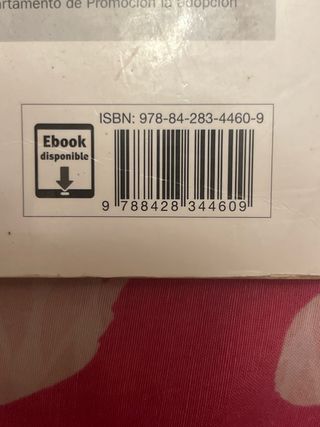 artamento de Promoción la adopción
ISBN: 978-84-283-4460-9
Ebook
disponible
9 788428 344609